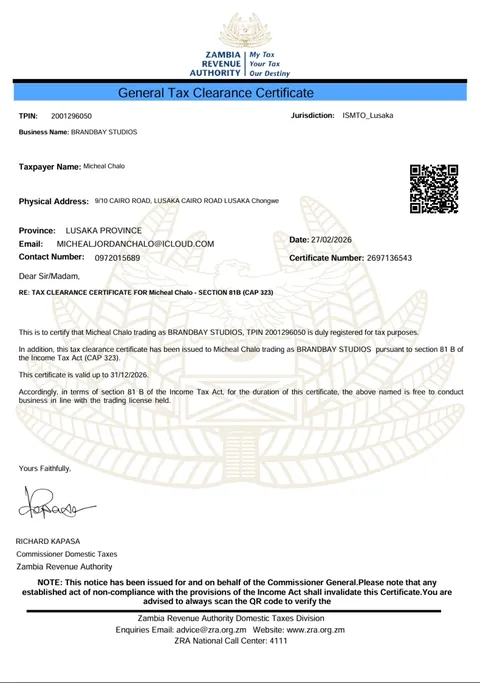 ZAMBIA
REVENUE
AUTHORITY
My Tax
Your Tax
Our Destiny
General Tax Clearance Certificate
TPIN: 2001296050
Jurisdiction: ISMTO_Lusaka
Business Name: BRANDBAY STUDIOS
Taxpayer Name: Micheal Chalo
Physical Address: 9/10 CAIRO ROAD, LUSAKA CAIRO ROAD LUSAKA Chongwe
Province: LUSAKA PROVINCE
Email: MICHEALJORDANCHALO@ICLOUD.COM
Date: 27/02/2026
Contact Number: 0972015689
Certificate Number: 2697136543
Dear Sir/Madam,
RE: TAX CLEARANCE CERTIFICATE FOR Micheal Chalo - SECTION 81B (CAP 323)
This is to certify that Micheal Chalo trading as BRANDBAY STUDIOS, TPIN 2001296050 is duly registered for tax purposes.
In addition, this tax clearance certificate has been issued to Micheal Chalo trading as BRANDBAY STUDIOS pursuant to section 81 B of
the Income Tax Act (CAP 323).
This certificate is valid up to 31/12/2026.
Accordingly, in terms of section 81 B of the Income Tax Act, for the duration of this certificate, the above named is free to conduct
business in line with the trading license held.
Yours Faithfully,
RICHARD KAPASA
Commissioner Domestic Taxes
Zambia Revenue Authority
NOTE: This notice has been issued for and on behalf of the Commissioner General.Please note that any
established act of non-compliance with the provisions of the Income Act shall invalidate this Certificate.You are
advised to always scan the QR code to verify the
Zambia Revenue Authority Domestic Taxes Division
Enquiries Email: advice@zra.org.zm Website: www.zra.org.zm
ZRA National Call Center: 4111